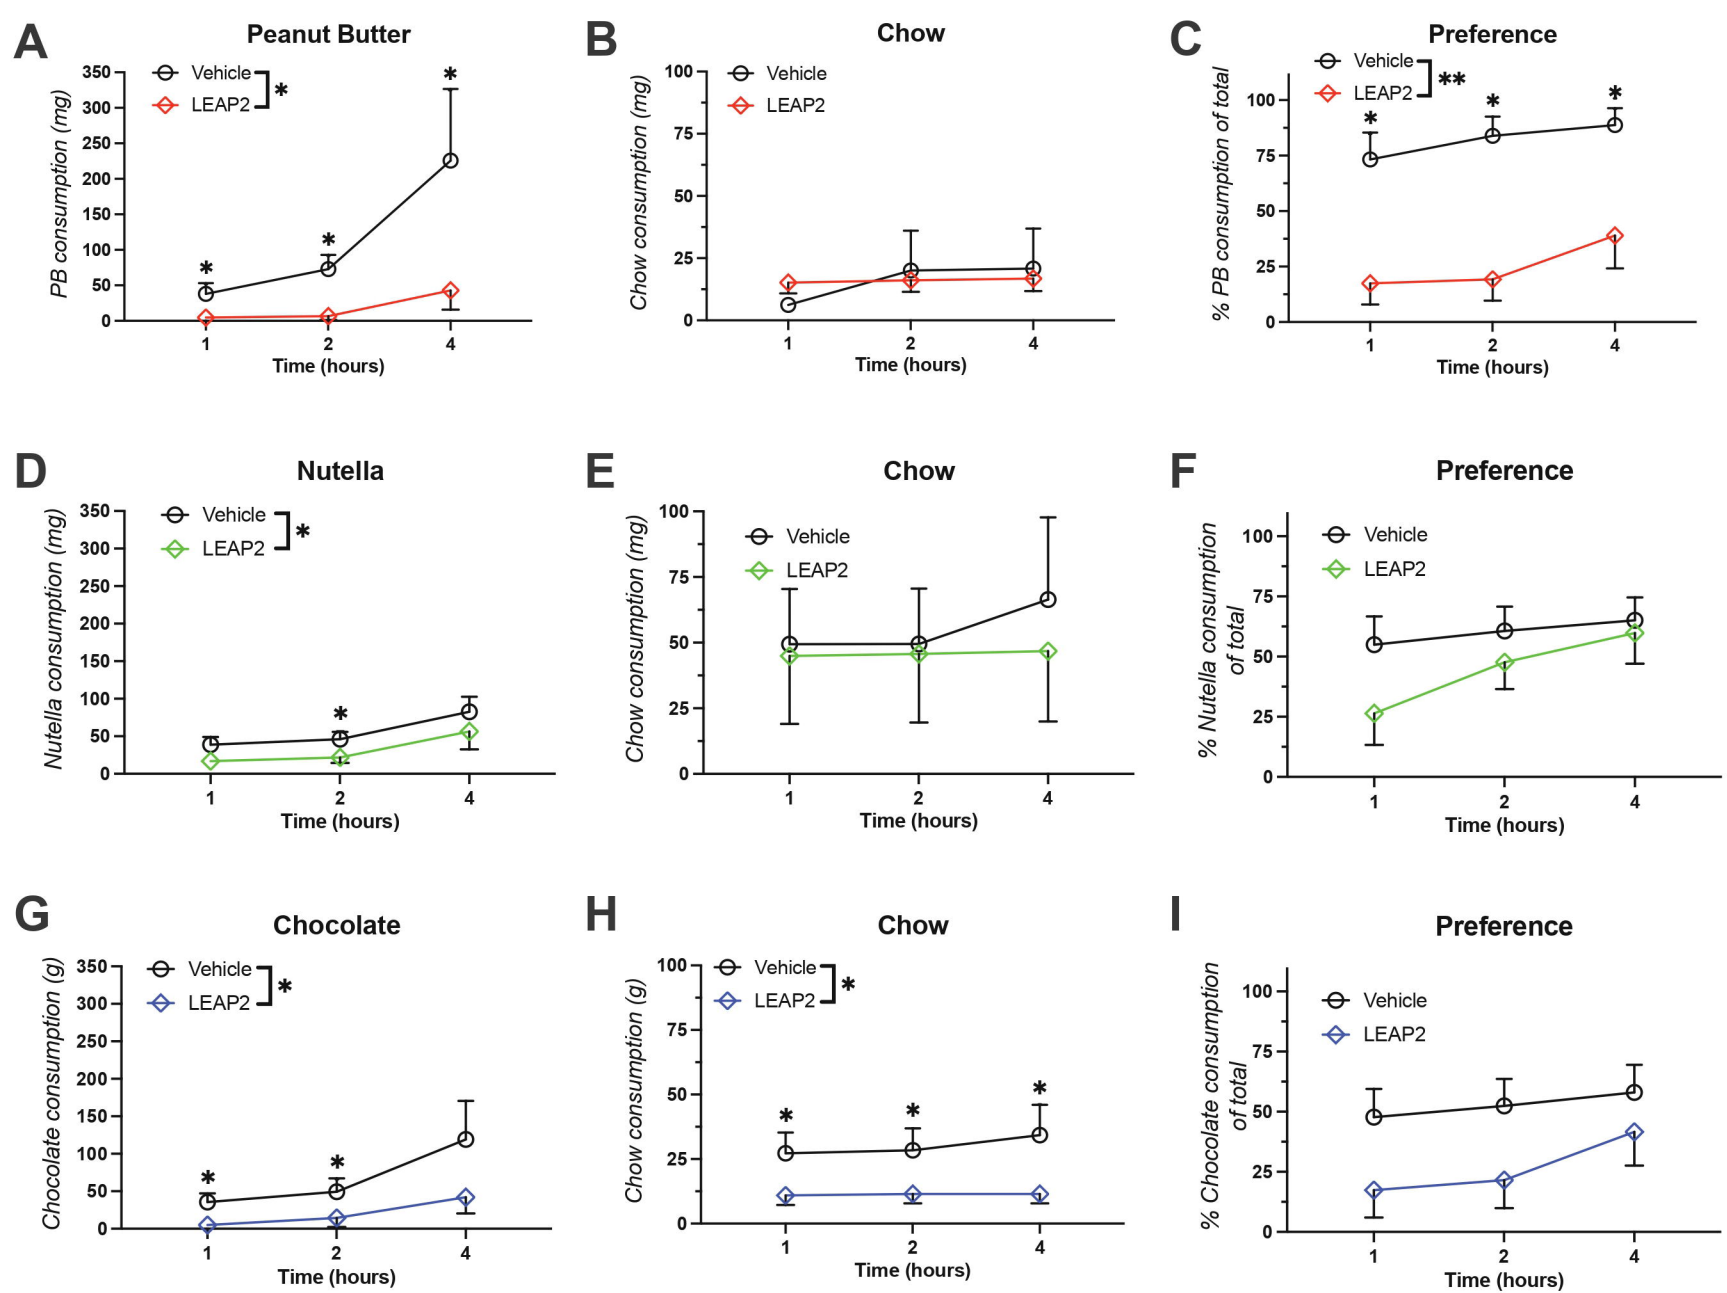 A
Peanut Butter
PB consumption (mg)
350
300
250
200
150
100
50
0
Vehicle
LEAP2
*
*
*
*
1
2
4
Time (hours)
B
Chow
Chow consumption (mg)
100
75
50
25
0
Vehicle
LEAP2
1
2
4
Time (hours)
C
Preference
% PB consumption of total
100
75
50
25
0
Vehicle
LEAP2
**
*
*
*
1
2
4
Time (hours)
D
Nutella
Nutella consumption (mg)
350
300
250
200
150
100
50
0
Vehicle
LEAP2
*
*
1
2
4
Time (hours)
E
Chow
Chow consumption (mg)
100
75
50
25
0
Vehicle
LEAP2
1
2
4
Time (hours)
F
Preference
% Nutella consumption
of total
100
75
50
25
0
Vehicle
LEAP2
1
2
4
Time (hours)
G
Chocolate
Chocolate consumption (g)
350
300
250
200
150
100
50
0
Vehicle
LEAP2
*
*
*
1
2
4
Time (hours)
H
Chow
Chow consumption (g)
100
75
50
25
0
Vehicle
LEAP2
*
*
*
*
1
2
4
Time (hours)
I
Preference
% Chocolate consumption
of total
100
75
50
25
0
Vehicle
LEAP2
1
2
4
Time (hours)